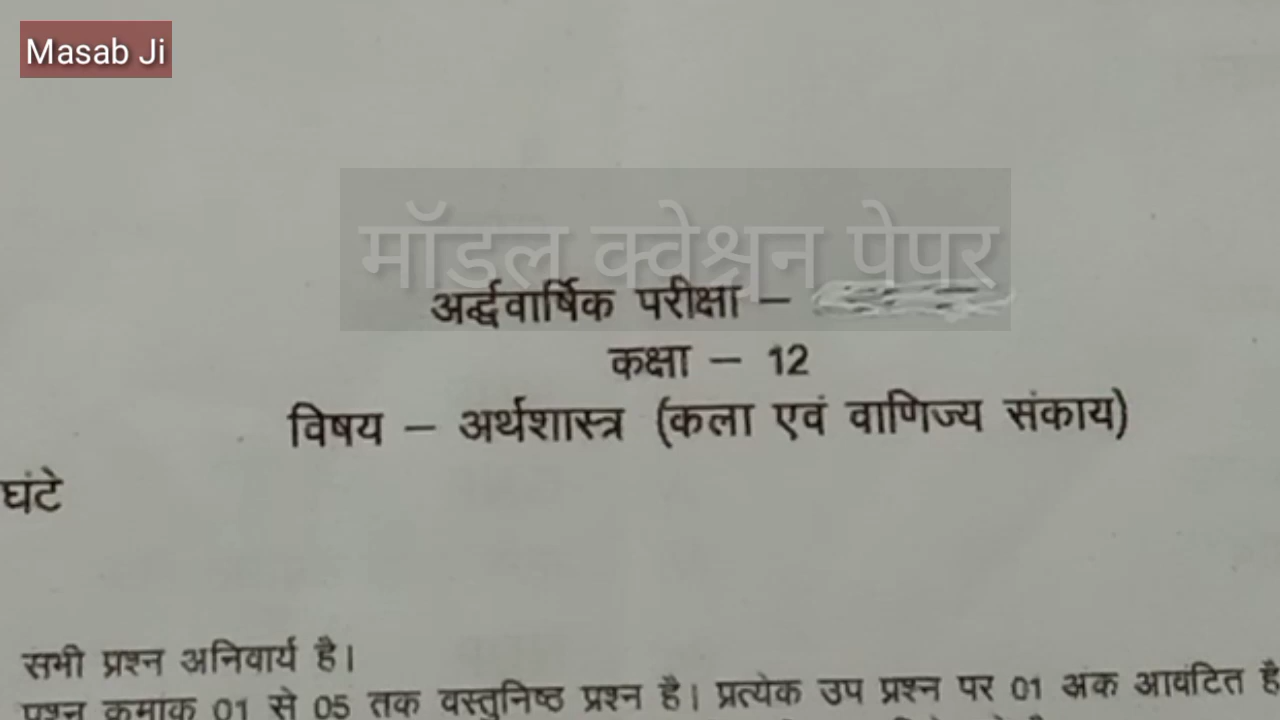 Masab Ji
मॉडल क्वेश्चन पेपर
अर्द्धवार्षिक परीक्षा –
कक्षा – 12
विषय – अर्थशास्त्र (कला एवं वाणिज्य संकाय)
घंटे
सभी प्रश्न अनिवार्य है।
प्रश्न क्रमांक 01 से 05 तक वस्तुनिष्ठ प्रश्न है। प्रत्येक उप प्रश्न पर 01 अंक आवंटित है